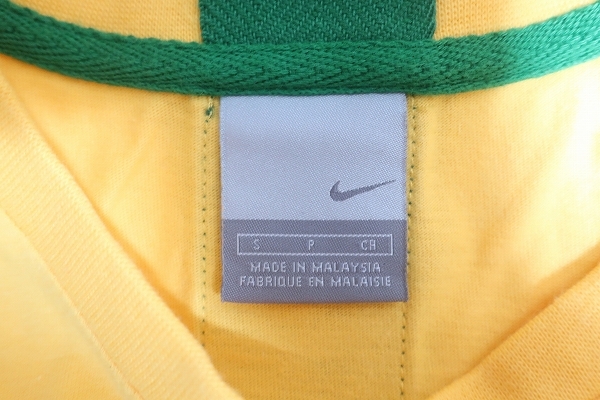 S P CH
MADE IN MALAYSIA
FABRIQUE EN MALAISIE